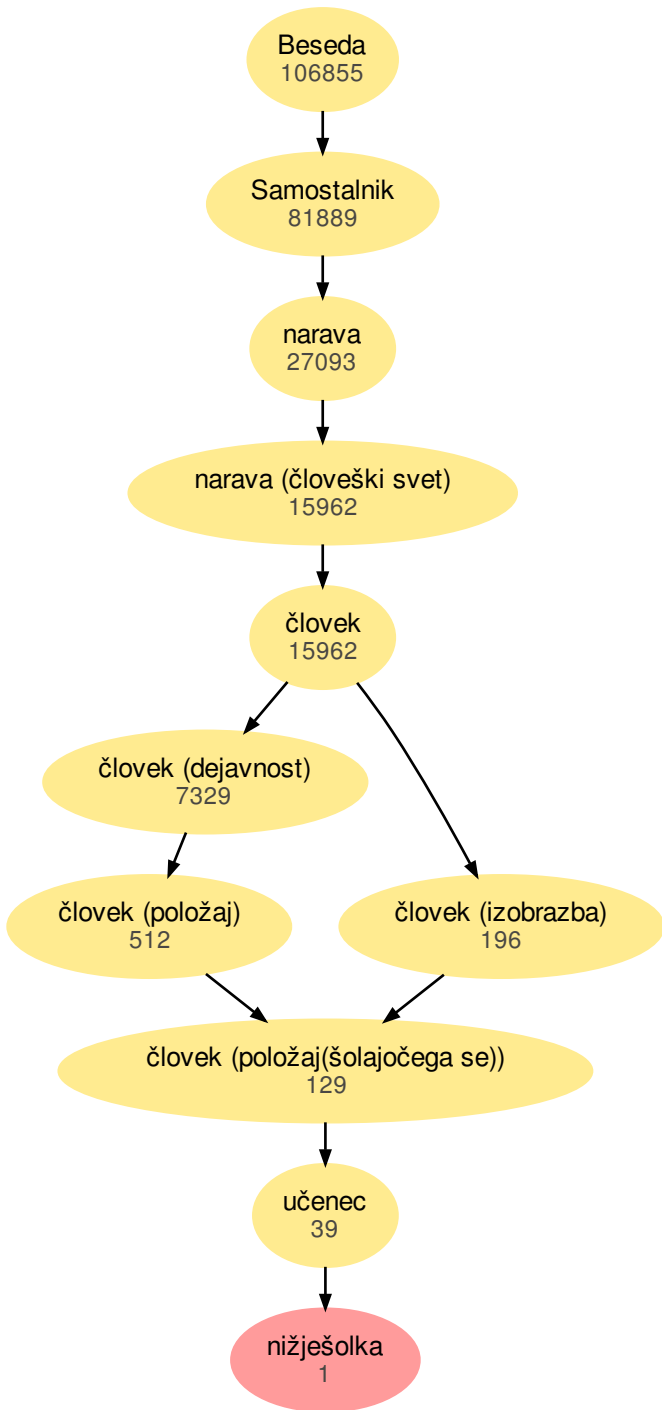 Beseda
106855
Samostalnik
81889
narava
27093
narava (človeški svet)
15962
človek
15962
človek (dejavnost)
7329
človek (položaj)
512
človek (izobrazba)
196
človek (položaj(šolajočega se))
129
učenec
39
nižješolka
1